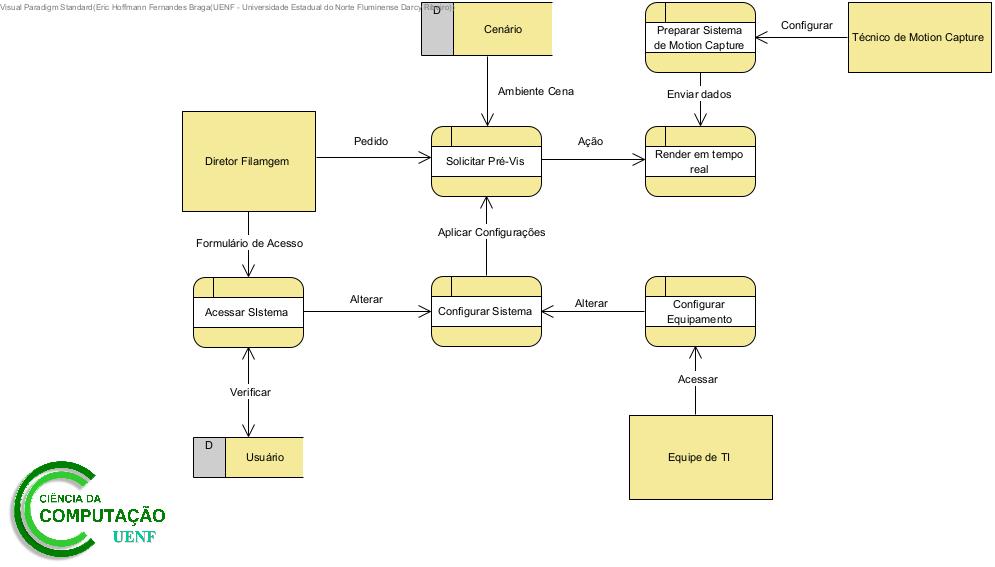 Visual Paradigm Standard(Eric Hoffmann Fernandes Braga(UENF - Universidade Estadual do Norte Fluminense Darcy Ribeiro))
D
Cenário
Preparar Sistema
de Motion Capture
Configurar
Técnico de Motion Capture
Ambiente Cena
Enviar dados
Diretor Filamgem
Pedido
Solicitar Pré-Vis
Ação
Render em tempo
real
Formulário de Acesso
Aplicar Configurações
Acessar SIstema
Alterar
Configurar Sistema
Alterar
Configurar
Equipamento
Verificar
Acessar
D
Usuário
Equipe de TI
CIÊNCIA DA
COMPUTAÇÃO
UENF